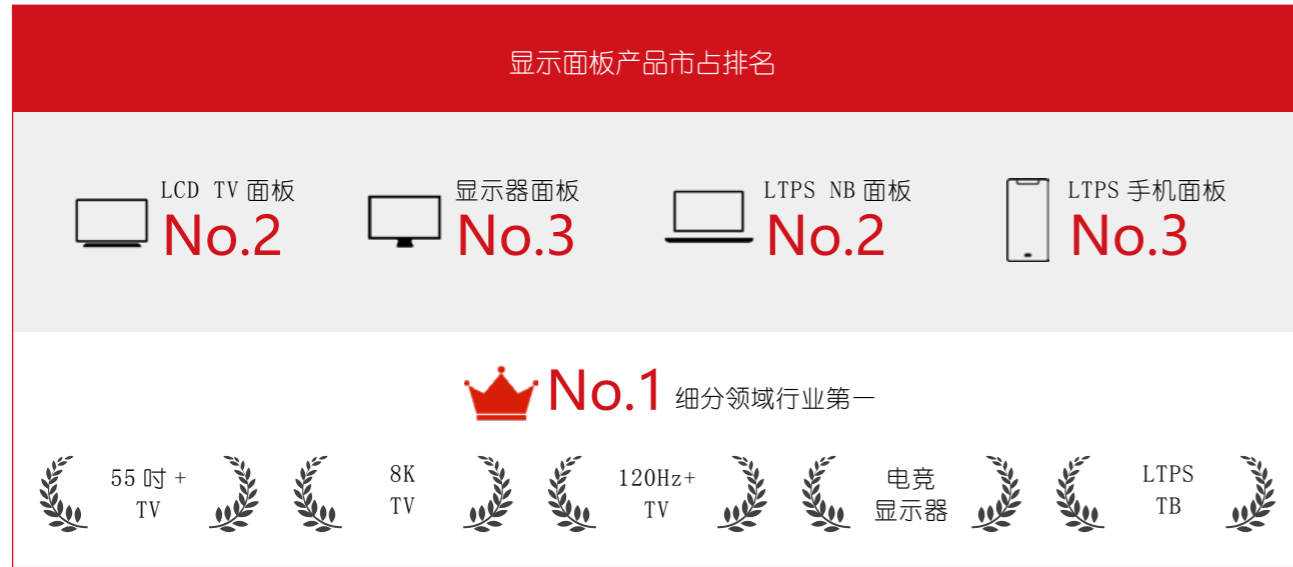 显示面板产品市占排名
LCD TV 面板
No.2
显示器面板
No.3
LTPS NB 面板
No.2
LTPS 手机面板
No.3
No.1 细分领域行业第一
55 吋 +
TV
8K
TV
120Hz+
TV
电竞
显示器
LTPS
TB